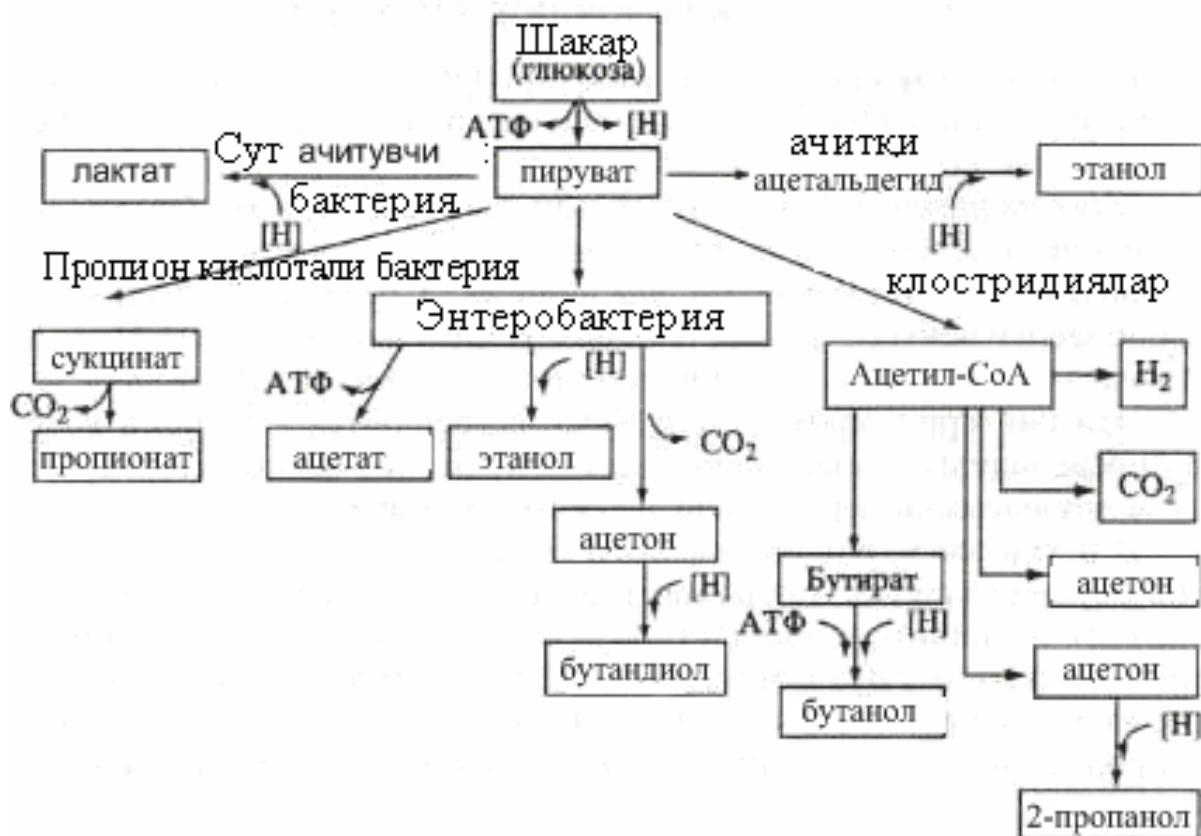 Шакар
(глюкоза)
АТФ [H]
Сут ачитувчи :
лактат
пируват
ачитки
ацетальдегид
этанол
бактерия
[H]
[H]
Пропион кислотали бактерия
клостридиялар
Энтеробактерия
сукцинат
АТФ
[H]
Ацетил-CoA
H2
CO2
пропионат
ацетат
этанол
CO2
CO2
ацетон
Бутират
ацетон
[H]
АТФ [H]
бутандиол
ацетон
бутанол
[H]
2-пропанол